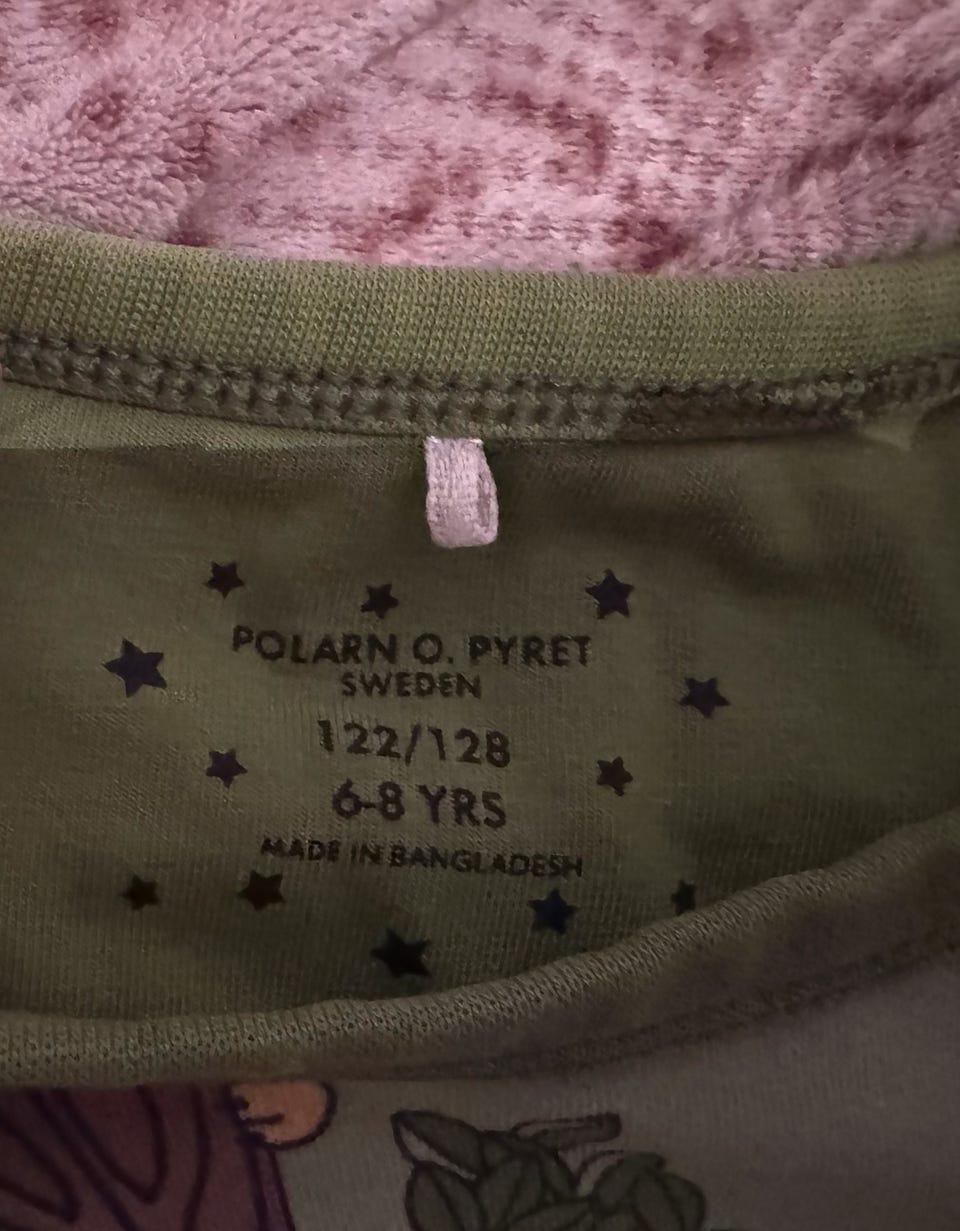 POLARN O. PYRET
SWEDEN
122/128
6-8 YRS
MADE IN BANGLADESH